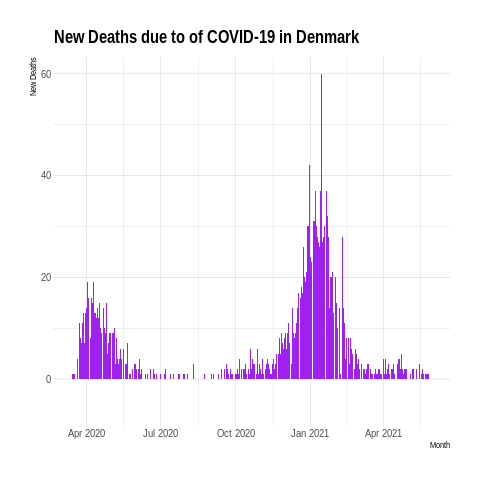 New Deaths due to of COVID-19 in Denmark
New Deaths
60
40
20
0
Apr 2020 Jul 2020 Oct 2020 Jan 2021 Apr 2021
Month